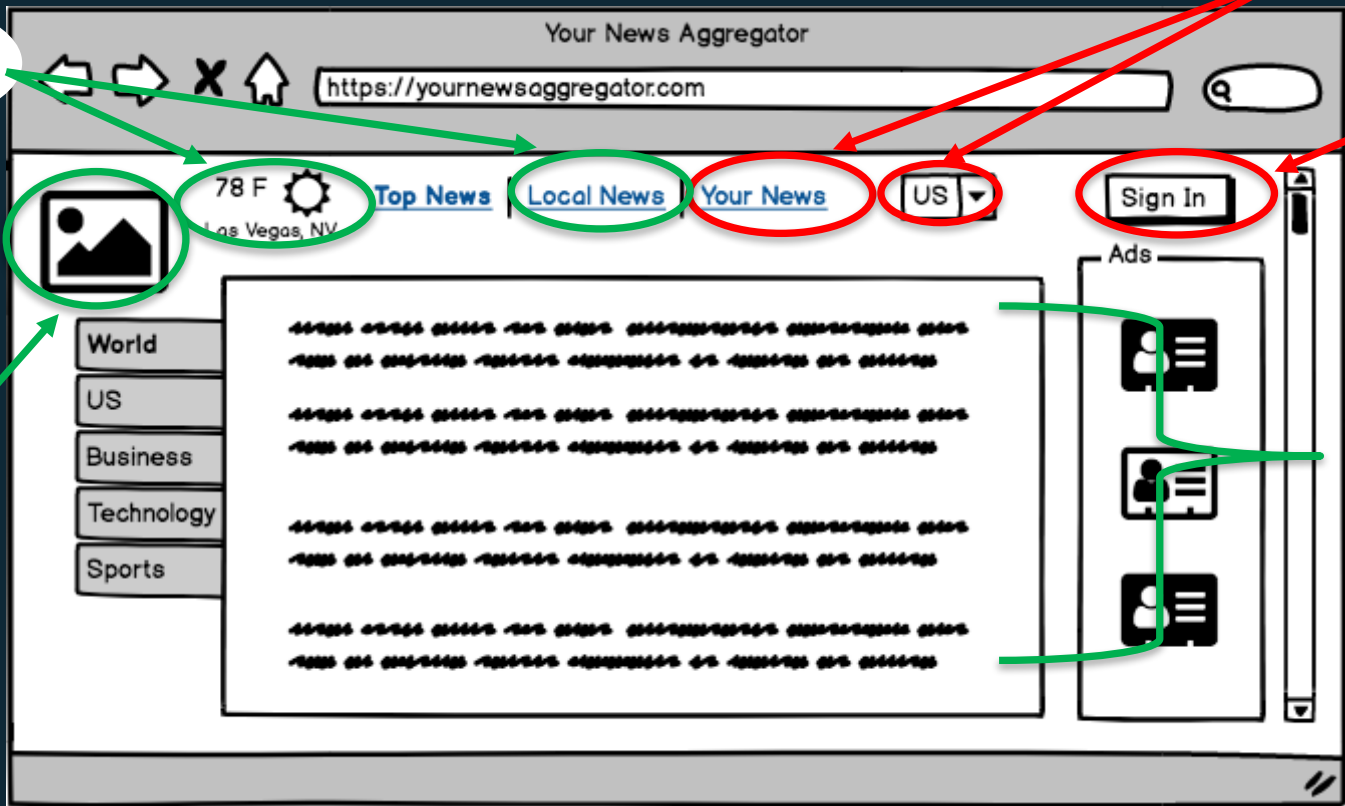 Your News Aggregator
https://yournewsaggregator.com
78 F
Las Vegas, NV
Top News | Local News | Your News
US
Sign In
Ads
World
US
Business
Technology
Sports